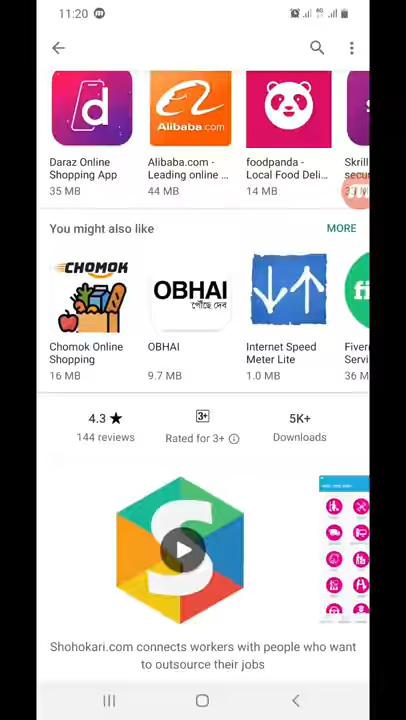 11:20
d
Alibaba.com
Daraz Online
Shopping App
35 MB
Alibaba.com -
Leading online ...
44 MB
foodpanda -
Local Food Deli...
14 MB
Skrill
secur
You might also like
MORE
CHOMOK
OBHAI
পৌঁছে দেব
fi
Chomok Online
Shopping
16 MB
OBHAI
9.7 MB
Internet Speed
Meter Lite
1.0 MB
Fiverr
Servi
36 M
4.3 ★
144 reviews
3+
Rated for 3+
5K+
Downloads
S
Shohokari.com connects workers with people who want
to outsource their jobs